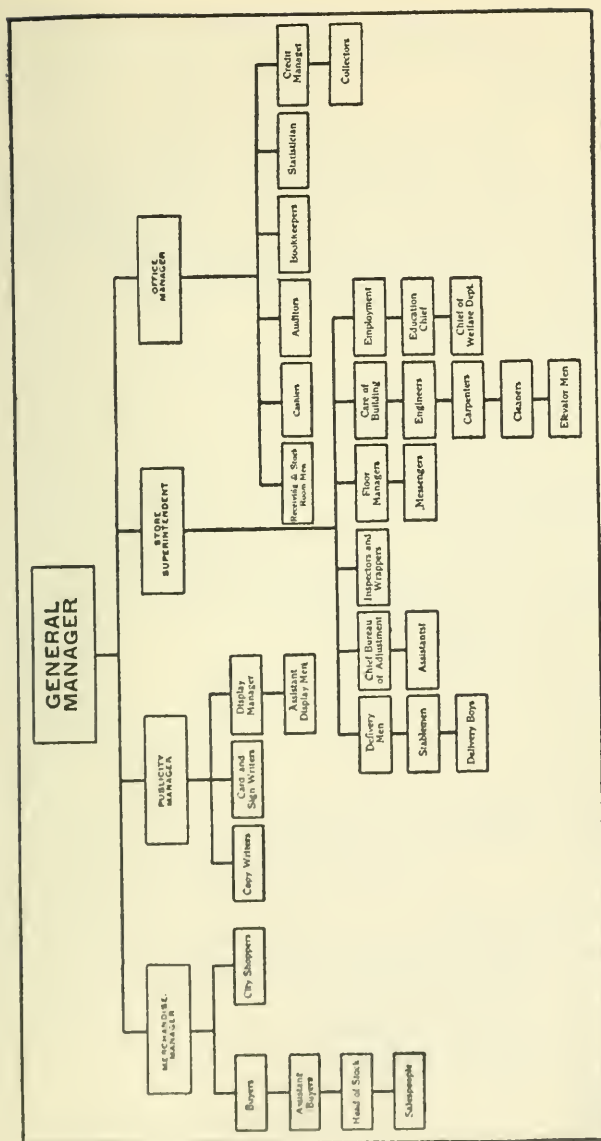 GENERAL
MANAGER
MERCHANDISE
MANAGER
PUBLICITY
MANAGER
STORE
SUPERINTENDENT
OFFICE
MANAGER
Buyers
City Shoppers
Assistant
Buyers
Head of Stock
Salespeople
Copy Writers
Card and
Sign Writers
Display
Manager
Assistant
Display Men
Delivery
Men
Stablemen
Delivery Boys
Chief Bureau
of Adjustment
Assistants
Inspectors and
Wrappers
Floor
Managers
Messengers
Care of
Building
Engineers
Carpenters
Cleaners
Elevator Men
Employment
Education
Chief
Chief of
Welfare Dept.
Receiving & Stock
Room Men
Cashiers
Auditors
Bookkeepers
Statistician
Credit
Manager
Collectors